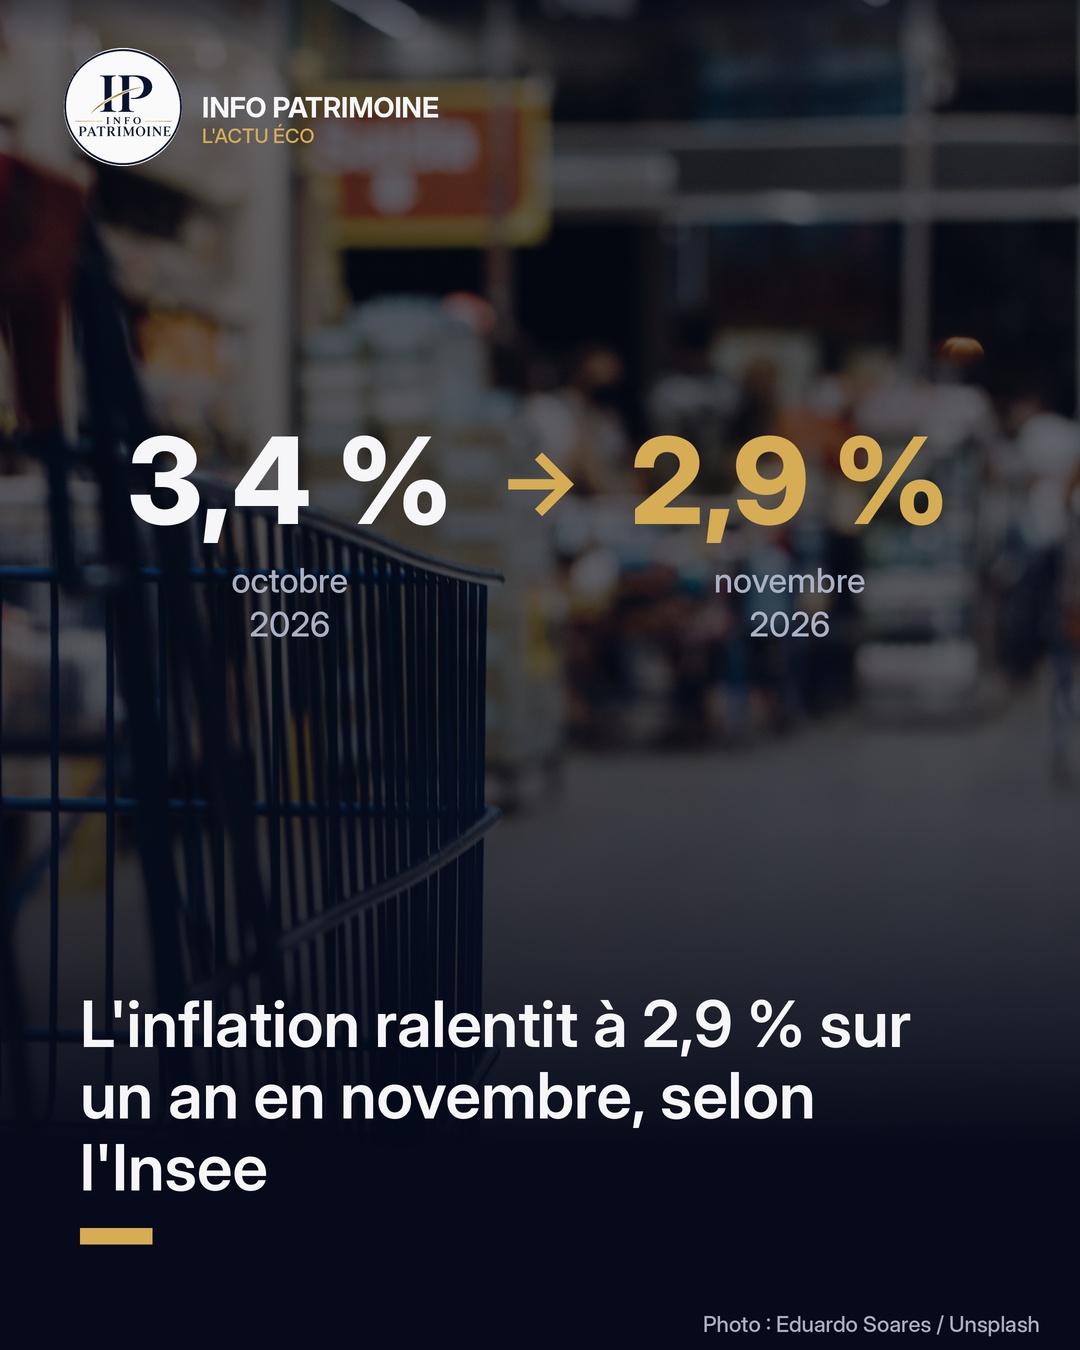 IP
INFO
PATRIMOINE
INFO PATRIMOINE
L'ACTU ÉCO
3,4 % → 2,9 %
octobre
2026
novembre
2026
L'inflation ralentit à 2,9 % sur
un an en novembre, selon
l'Insee
Photo : Eduardo Soares / Unsplash